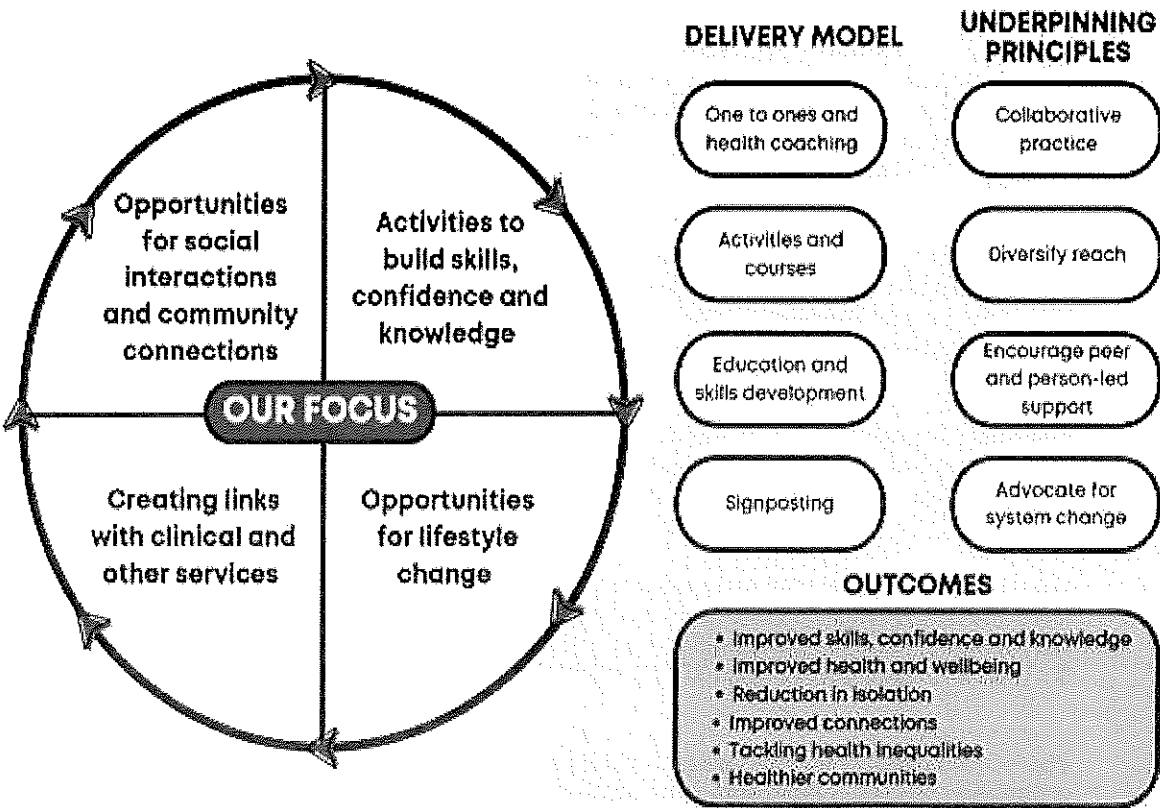 Opportunities
for social
interactions
and community
connections
Activities to
build skills,
confidence and
knowledge
OUR FOCUS
Creating links
with clinical and
other services
Opportunities
for lifestyle
change
DELIVERY MODEL
One to ones and
health coaching
Activities and
courses
Education and
skills development
Signposting
UNDERPINNING
PRINCIPLES
Collaborative
practice
Diversify reach
Encourage peer
and person-led
support
Advocate for
system change
OUTCOMES
• Improved skills, confidence and knowledge
• Improved health and wellbeing
• Reduction in isolation
• Improved connections
• Tackling health inequalities
• Healthier communities